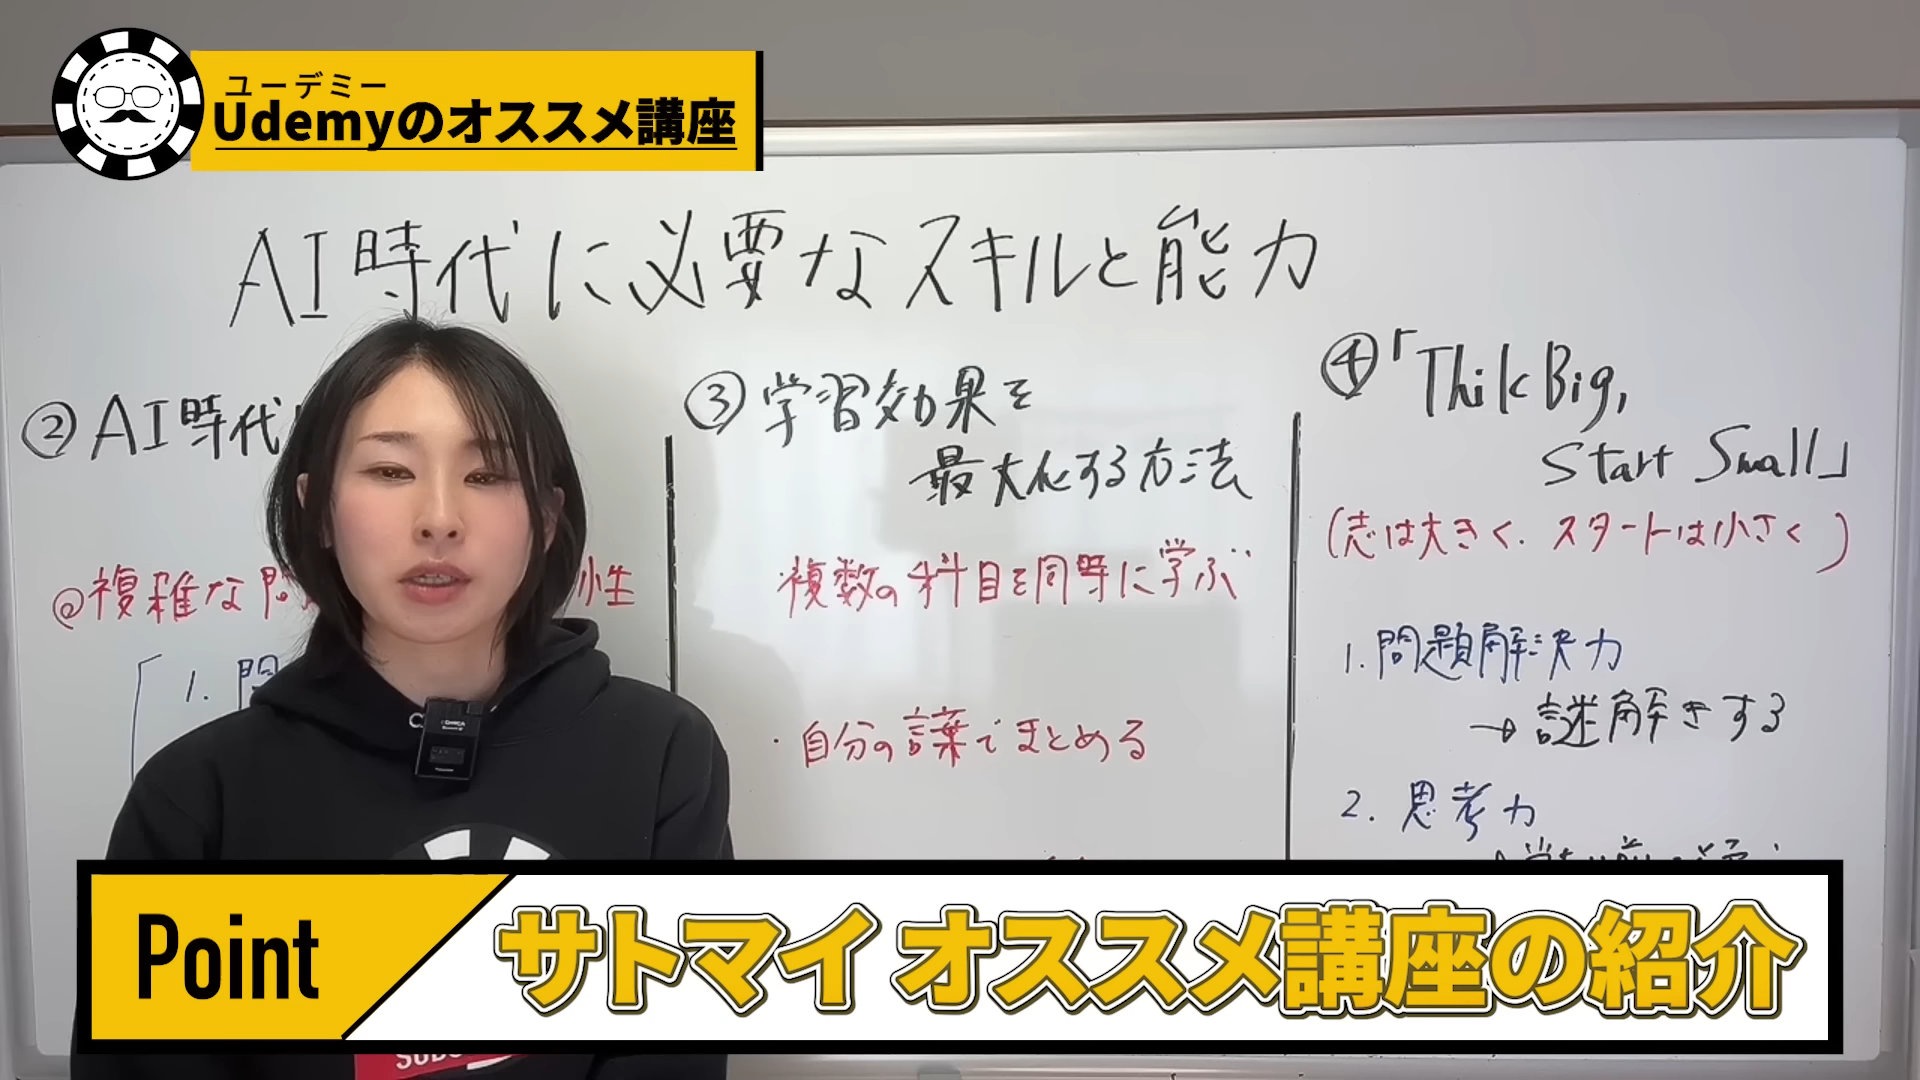 ユーデミー
Udemyのオススメ講座
AI時代に必要なスキルと能力
② AI時代
◎複雑な問
性
1. 問
③学習効果を
最大化する方法
・複数の科目を同等に学ぶ
・自分の言葉でまとめる
④「ThikBig,
Start Small」
(志は大きく．スタートは小さく)
1. 問題解決力
→謎解きする
2. 思考力
Point
サトマイ オススメ講座の紹介